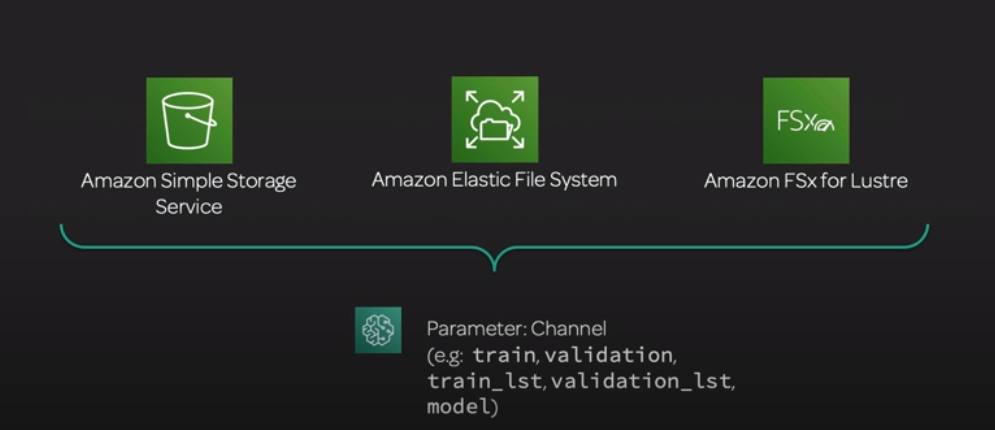 FSx
Amazon Simple Storage
Service
Amazon Elastic File System
Amazon FSx for Lustre
Parameter: Channel
(e.g: train, validation,
train_lst, validation_lst,
model)